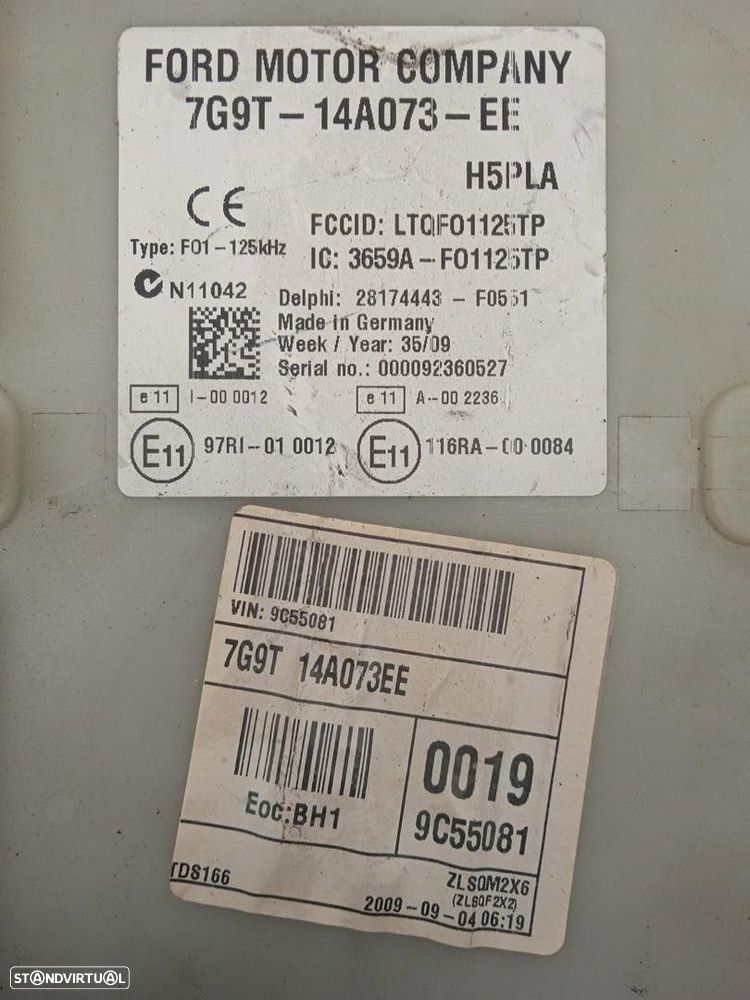 FORD MOTOR COMPANY
7G9T-14A073-EE
H5PLA
CE
FCCID: LTQFO1125TP
Type: F01-125kHz
IC: 3659A-FO1125TP
N11042
Delphi: 28174443 - F0551
Made in Germany
Week / Year: 35/09
Serial no.: 000092360527
e 11 I-00 0012
e 11 A-00 2236
E11 97RI-01 0012
E11 116RA-00 0084
VIN: 9C55081
7G9T 14A073EE
Eoc:BH1
0019
9C55081
TDS166
ZLSQM2X6
(ZLSQF2X2)
2009-09-04 06:19
STANDVIRTUAL